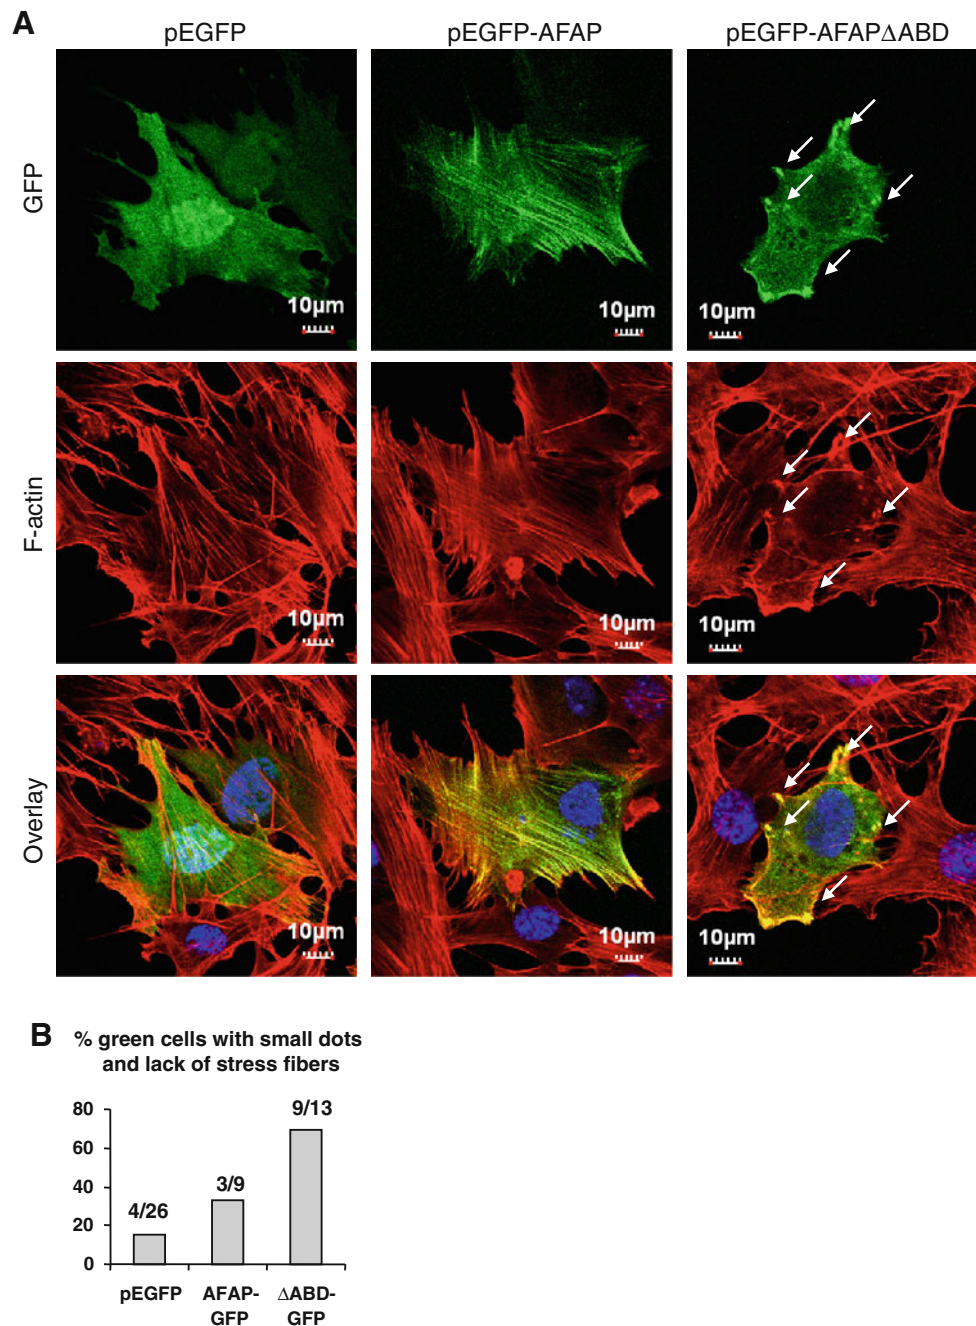 A
pEGFP
pEGFP-AFAP
pEGFP-AFAPΔABD
GFP
10µm
10µm
10µm
F-actin
10µm
10µm
10µm
Overlay
10µm
10µm
10µm
B
% green cells with small dots
and lack of stress fibers
80
60
40
20
0
4/26
3/9
9/13
pEGFP
AFAP-
GFP
ΔABD-
GFP